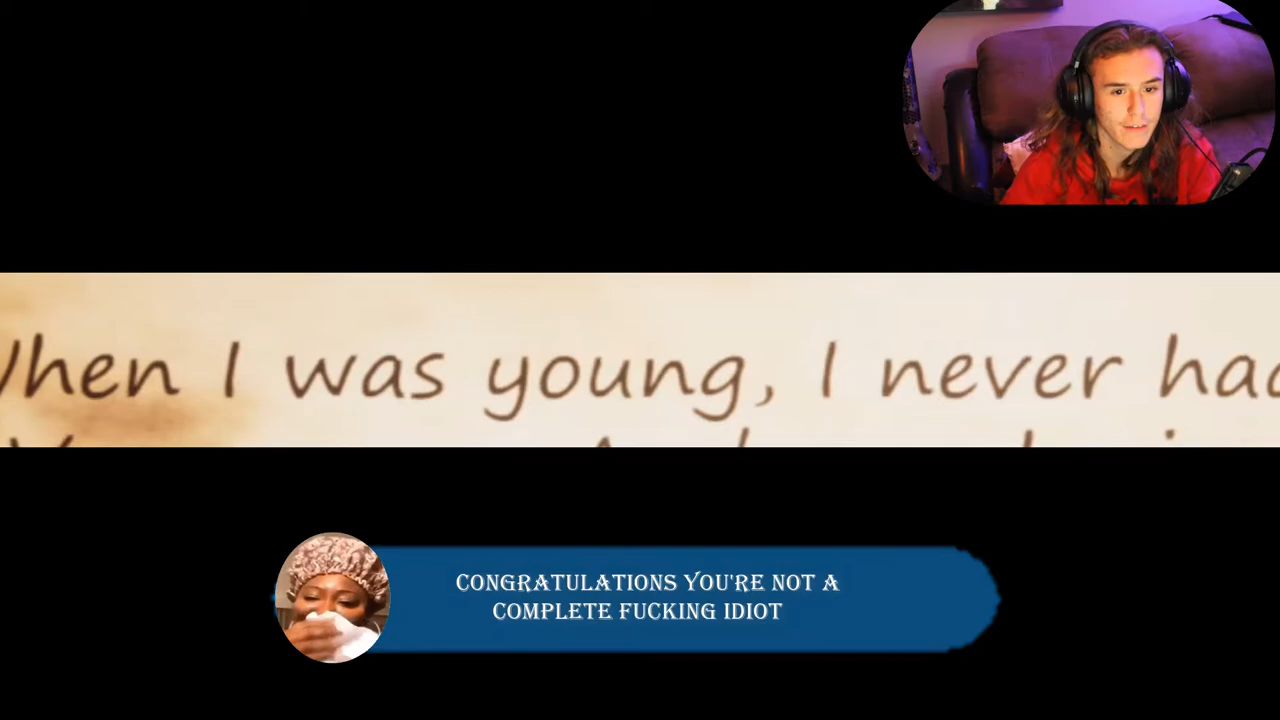 When I was young, I never had
CONGRATULATIONS YOU'RE NOT A
COMPLETE FUCKING IDIOT